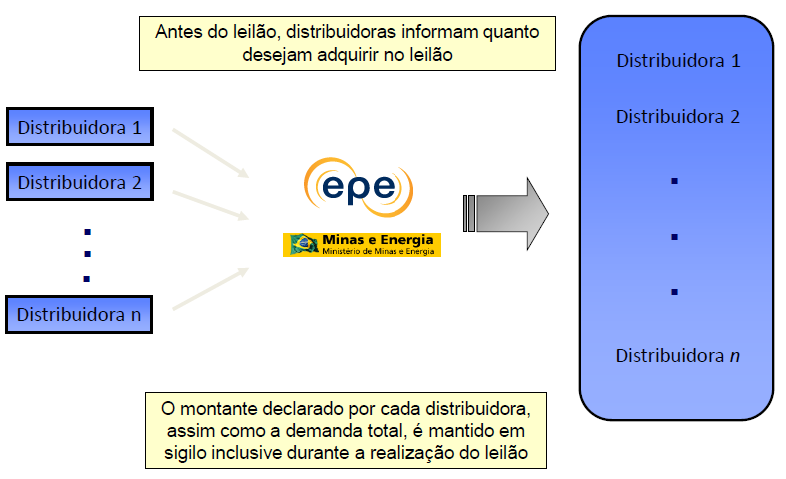 Antes do leilão, distribuidoras informam quanto
desejam adquirir no leilão
Distribuidora 1
Distribuidora 2
Distribuidora n
epe
Minas e Energia
Ministério de Minas e Energia
Distribuidora 1
Distribuidora 2
Distribuidora n
O montante declarado por cada distribuidora,
assim como a demanda total, é mantido em
sigilo inclusive durante a realização do leilão